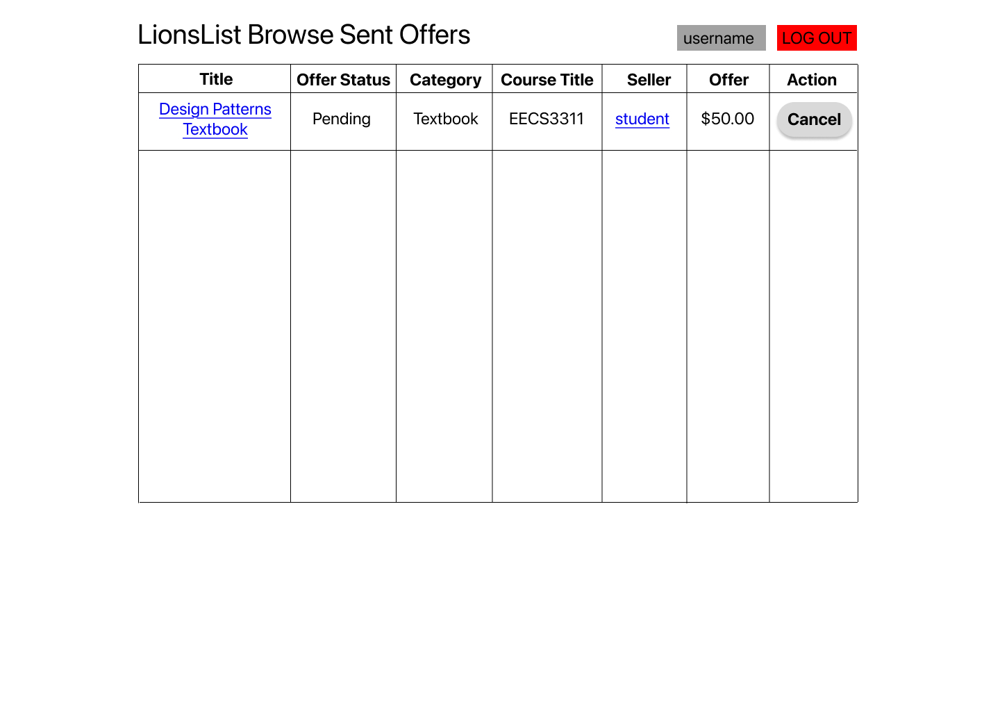 LionsList Browse Sent Offers
username
LOG OUT
Title
Offer Status
Category
Course Title
Seller
Offer
Action
Design Patterns
Textbook
Pending
Textbook
EECS3311
student
$50.00
Cancel